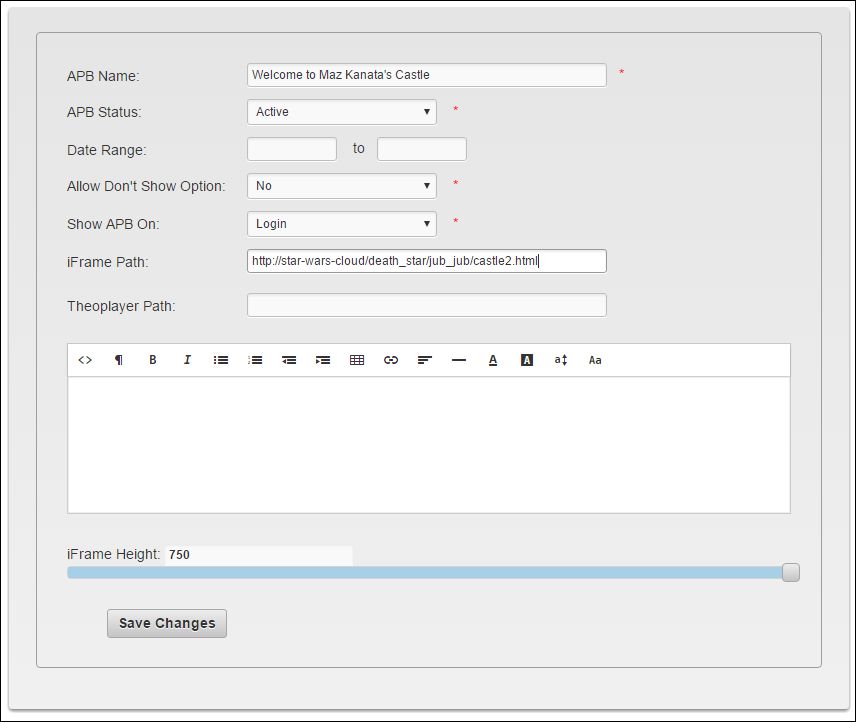 APB Name: Welcome to Maz Kanata's Castle *
APB Status: Active *
Date Range: to
Allow Don't Show Option: No *
Show APB On: Login *
iFrame Path: http://star-wars-cloud/death_star/jub_jub/castle2.html
Theoplayer Path:
<> ¶ B I A A a Aa
iFrame Height: 750
Save Changes